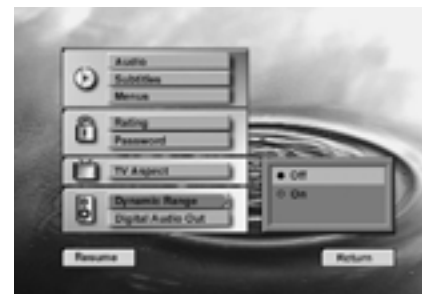 Audio
Subtitles
Menus
Rating
Password
TV Aspect
Off
On
Dynamic Range
Digital Audio Out
Resume
Return